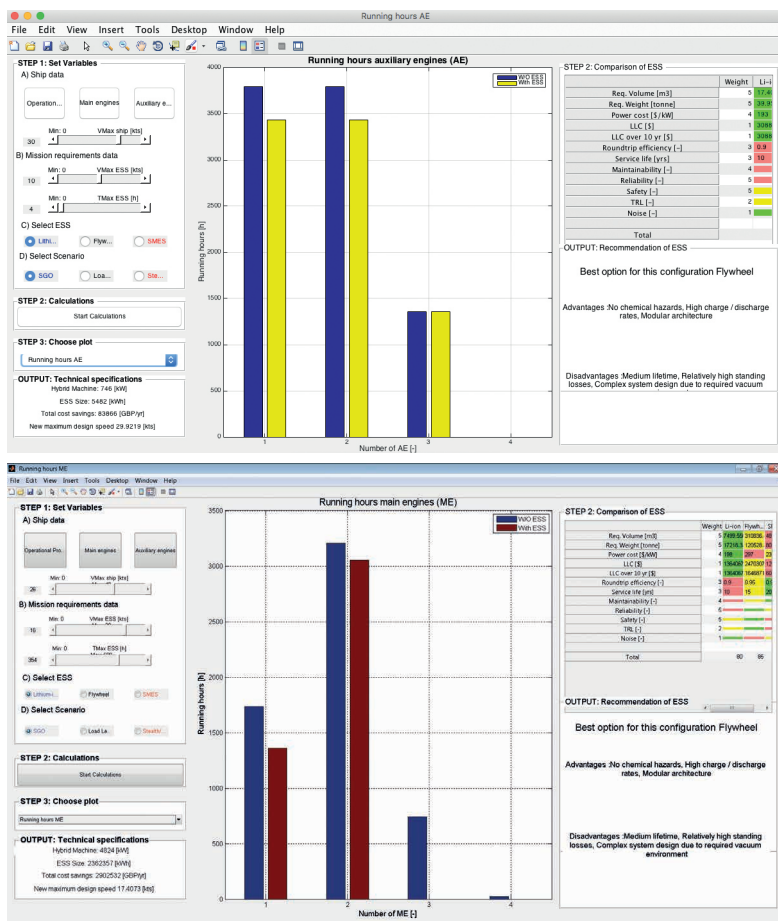 Running hours AE
File Edit View Insert Tools Desktop Window Help
STEP 1: Set Variables
A) Ship data
Operation... Main engines Auxiliary e...
Min: 0 VMax ship [kts]
30
B) Mission requirements data
Min: 0 VMax ESS [kts]
10
Min: 0 TMax ESS [h]
4
C) Select ESS
Lithi... Flyw... SMES
D) Select Scenario
SGO Loa... Ste...
STEP 2: Calculations
Start Calculations
STEP 3: Choose plot
Running hours AE
OUTPUT: Technical specifications
Hybrid Machine: 746 [kW]
ESS Size: 5482 [kWh]
Total cost savings: 83866 [GBP/yr]
New maximum design speed 29.9219 [kts]
Running hours auxiliary engines (AE)
W/O ESS
With ESS
Running hours [h]
4000
3500
3000
2500
2000
1500
1000
500
0
1 2 3 4
Number of AE [-]
STEP 2: Comparison of ESS
Weight Li-i
Req. Volume [m3] 5 17.4
Req. Weight [tonne] 5 39.9
Power cost [$/kW] 4 193
LLC [$] 1 3088
LLC over 10 yr [$] 1 3088
Roundtrip efficiency [-] 3 0.9
Service life [yrs] 3 10
Maintainability [-] 4
Reliability [-] 5
Safety [-] 5
TRL [-] 2
Noise [-] 1
Total
OUTPUT: Recommendation of ESS
Best option for this configuration Flywheel
Advantages :No chemical hazards, High charge / discharge
rates, Modular architecture
Disadvantages :Medium lifetime, Relatively high standing
losses, Complex system design due to required vacuum
Running hours ME
File Edit View Insert Tools Desktop Window Help
STEP 1: Set Variables
A) Ship data
Operational Pro... Main engines Auxiliary engines
Min: 0 VMax ship [kts]
26
B) Mission requirements data
Min: 0 VMax ESS [kts]
16
Min: 0 TMax ESS [h]
354
C) Select ESS
Lithium-i... Flywheel SMES
D) Select Scenario
SGO Load Le... Stealth/...
STEP 2: Calculations
Start Calculations
STEP 3: Choose plot
Running hours ME
OUTPUT: Technical specifications
Hybrid Machine: 4824 [kW]
ESS Size: 2362357 [kWh]
Total cost savings: 2902532 [GBP/yr]
New maximum design speed 17.4073 [kts]
Running hours main engines (ME)
W/O ESS
With ESS
Running hours [h]
3500
3000
2500
2000
1500
1000
500
0
1 2 3 4
Number of ME [-]
STEP 2: Comparison of ESS
Weight Li-ion Flywh...
Req. Volume [m3] 5
Req. Weight [tonne] 5
Power cost [$/kW] 4 297 23
LLC [$] 1
LLC over 10 yr [$] 1
Roundtrip efficiency [-] 3 0.9 0.95
Service life [yrs] 3 10 15 20
Maintainability [-] 4
Reliability [-] 5
Safety [-] 5
TRL [-] 2
Noise [-] 1
Total 80 86
OUTPUT: Recommendation of ESS
Best option for this configuration Flywheel
Advantages :No chemical hazards, High charge / discharge
rates, Modular architecture
Disadvantages :Medium lifetime, Relatively high standing
losses, Complex system design due to required vacuum
environment